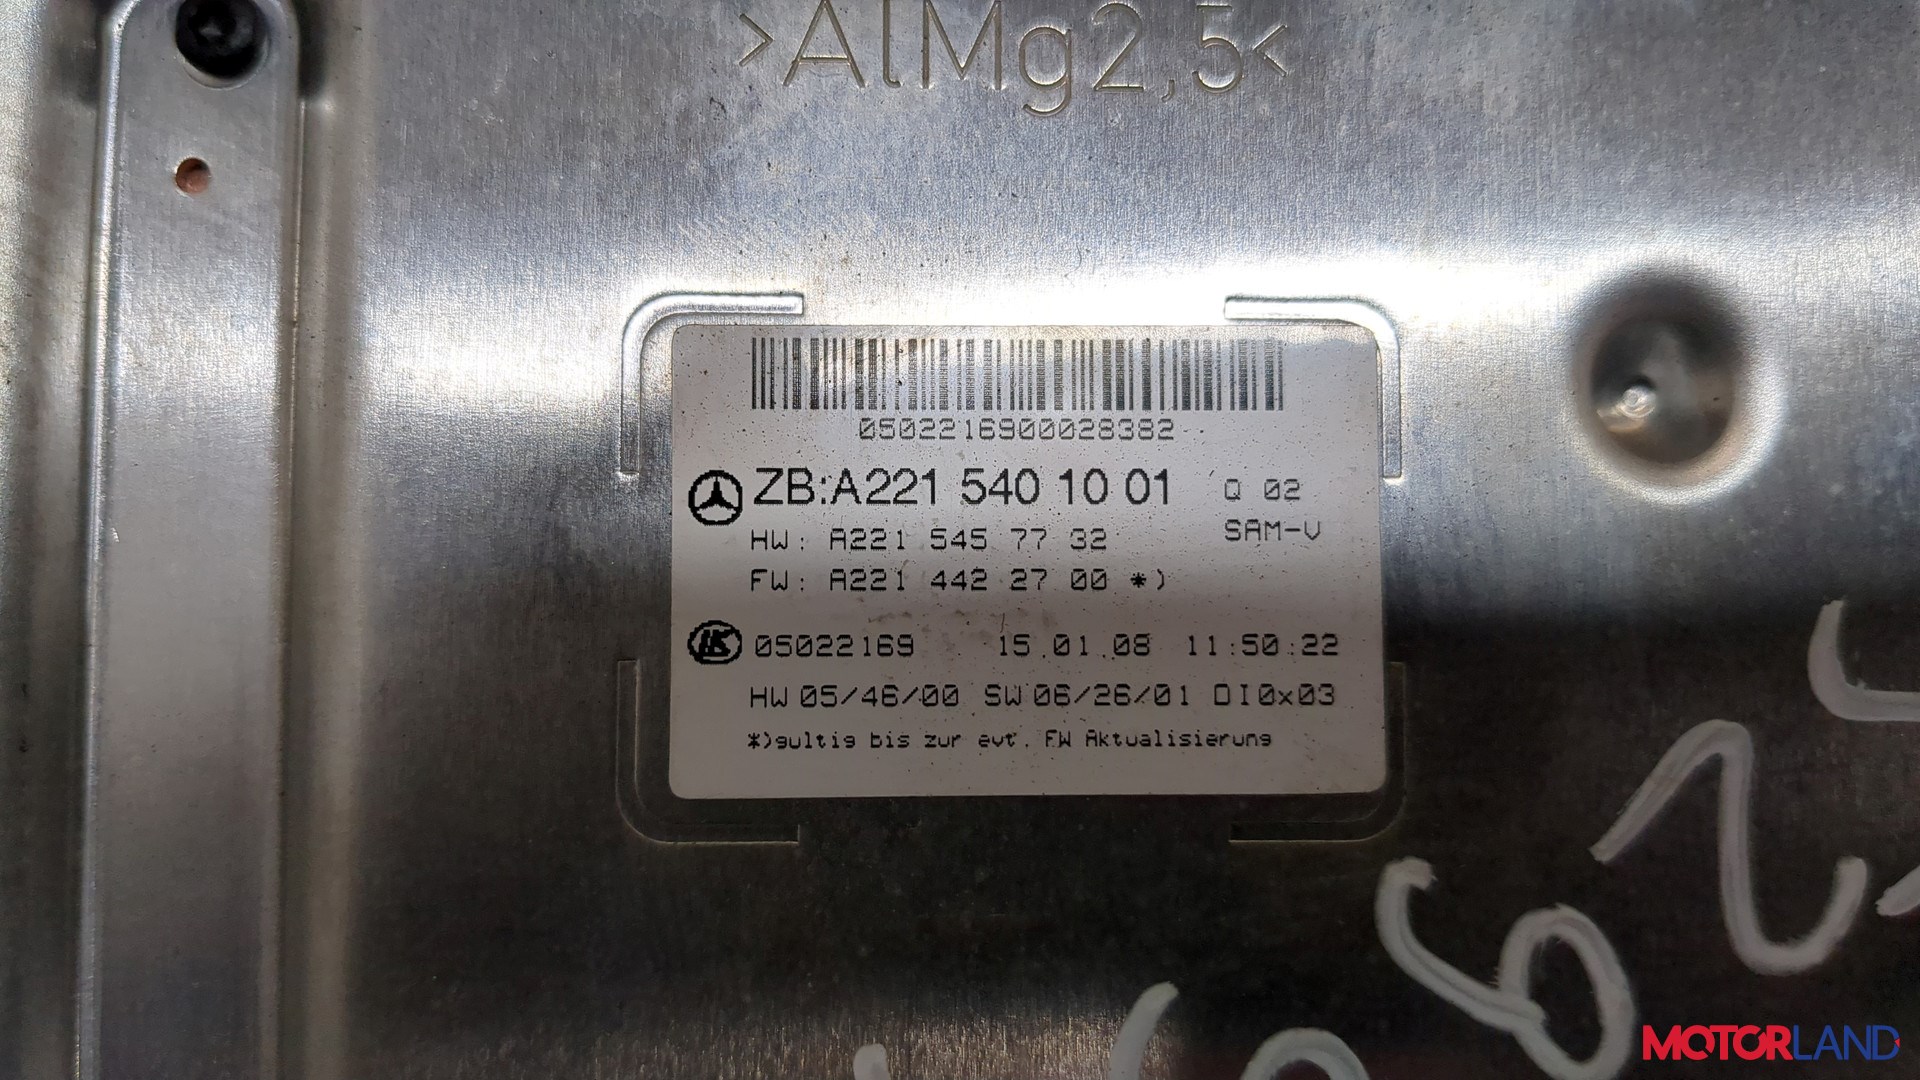 >AlMg2,5<
0502216900028382
ZB:A221 540 10 01 Q 02
HW: A221 545 77 32 SAM-V
FW: A221 442 27 00 *)
05022169 15.01.08 11:50:22
HW 05/46/00 SW 06/26/01 DI0x03
*)gultig bis zur evt. FW Aktualisierung
MOTORLAND